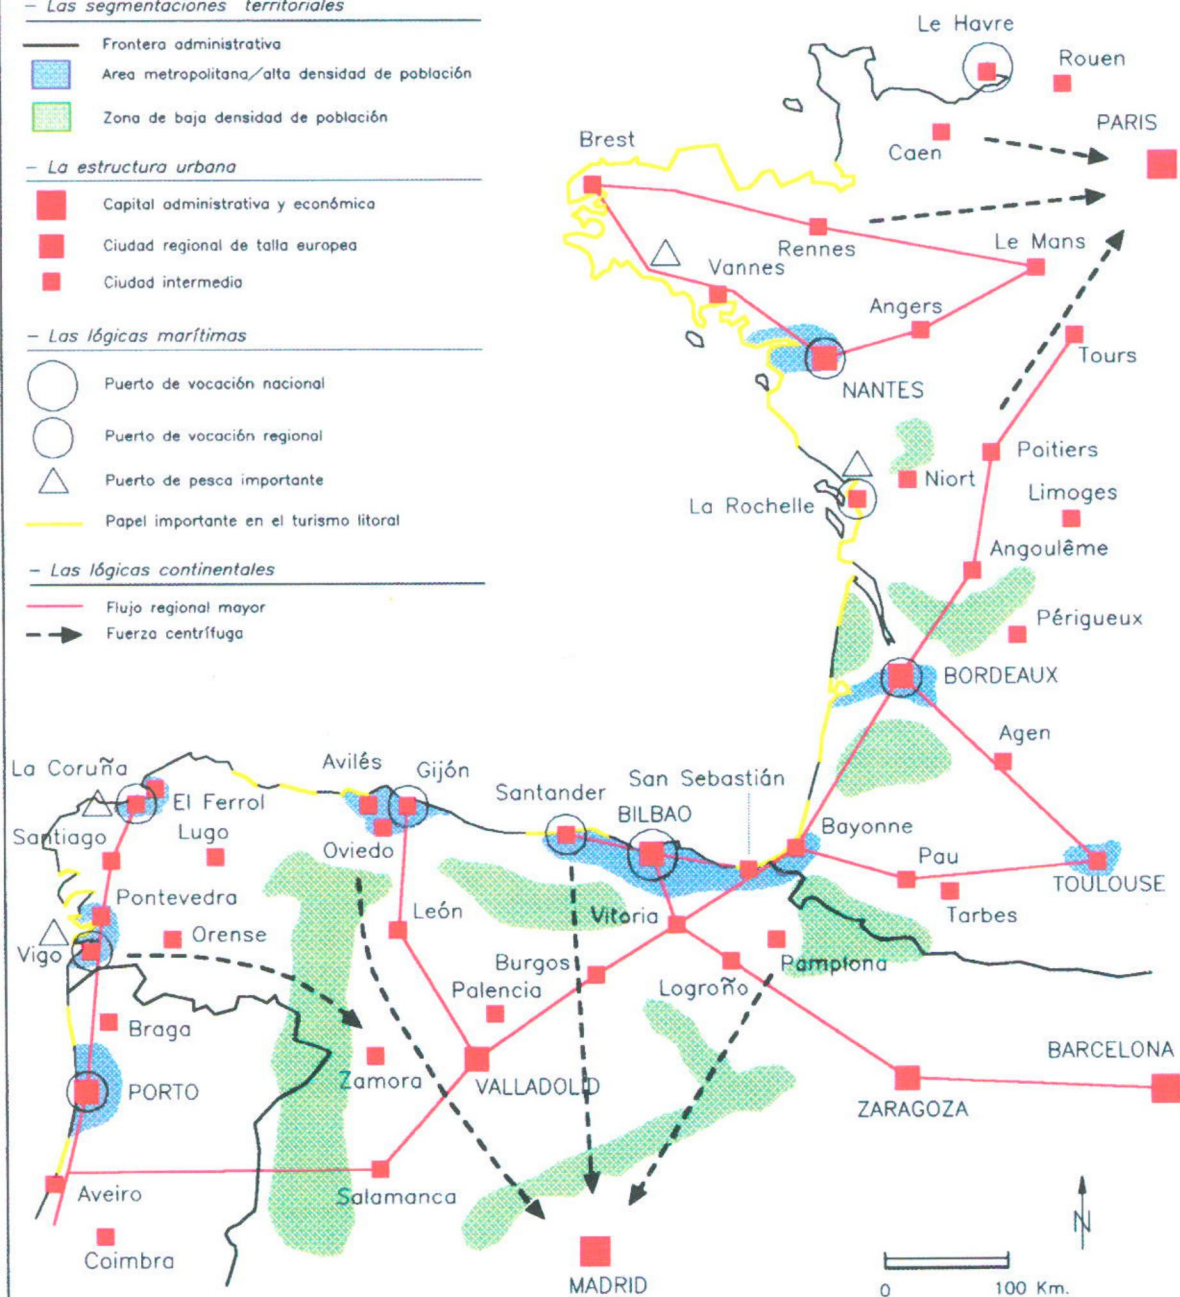 - Las segmentaciones territoriales
Frontera administrativa
Area metropolitana/alta densidad de población
Zona de baja densidad de población
- La estructura urbana
Capital administrativa y económica
Ciudad regional de talla europea
Ciudad intermedia
- Las lógicas marítimas
Puerto de vocación nacional
Puerto de vocación regional
Puerto de pesca importante
Papel importante en el turismo litoral
- Las lógicas continentales
Flujo regional mayor
Fuerza centrífuga
Le Havre
Rouen
PARIS
Caen
Brest
Rennes
Le Mans
Vannes
Angers
Tours
NANTES
Poitiers
Niort
Limoges
La Rochelle
Angoulême
Périgueux
BORDEAUX
Agen
La Coruña
Avilés
Gijón
San Sebastián
Santander
El Ferrol
BILBAO
Bayonne
Santiago
Lugo
Oviedo
Pau
TOULOUSE
Pontevedra
León
Vitoria
Tarbes
Orense
Vigo
Burgos
Pamplona
Palencia
Logroño
Braga
BARCELONA
Zamora
VALLADOLID
PORTO
ZARAGOZA
Aveiro
Salamanca
Coimbra
N
MADRID
0 100 Km.